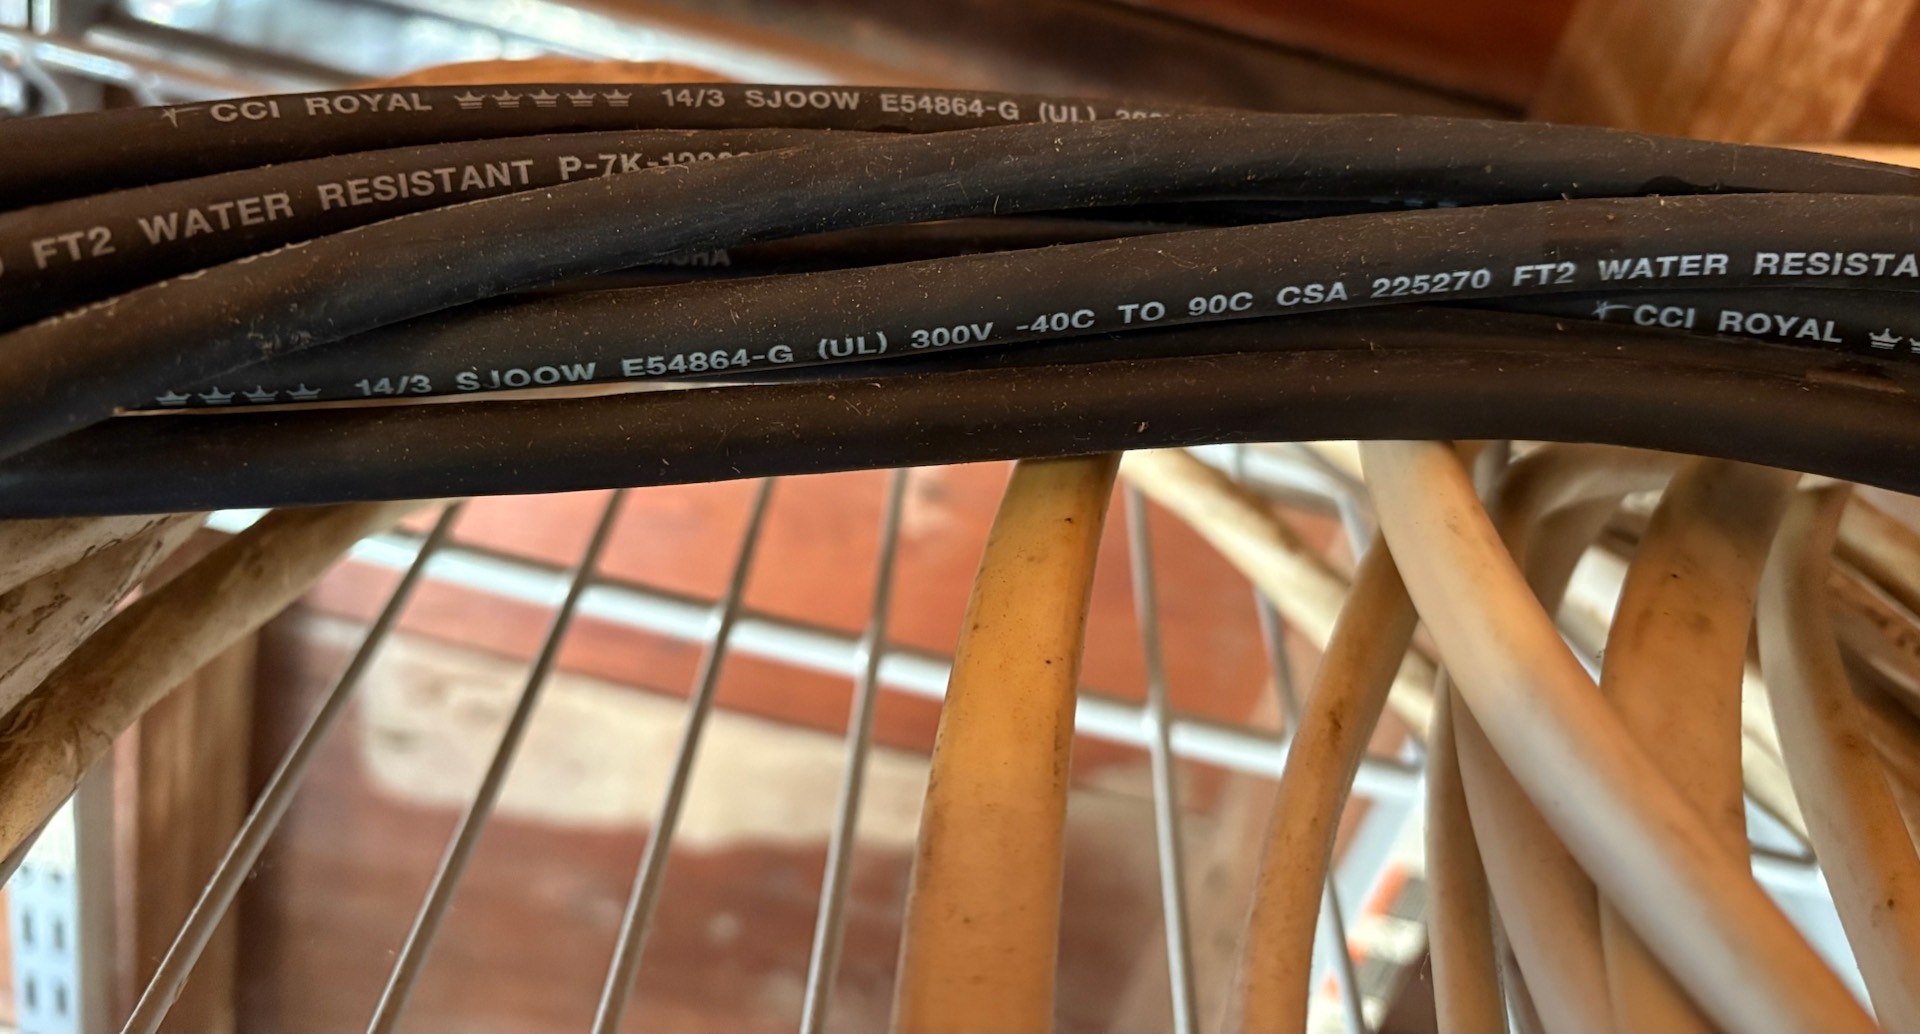 CCI ROYAL 14/3 SJOOW E54864-G (UL)
FT2 WATER RESISTANT P-7K-
14/3 SJOOW E54864-G (UL) 300V -40C TO 90C CSA 225270 FT2 WATER RESISTA
CCI ROYAL